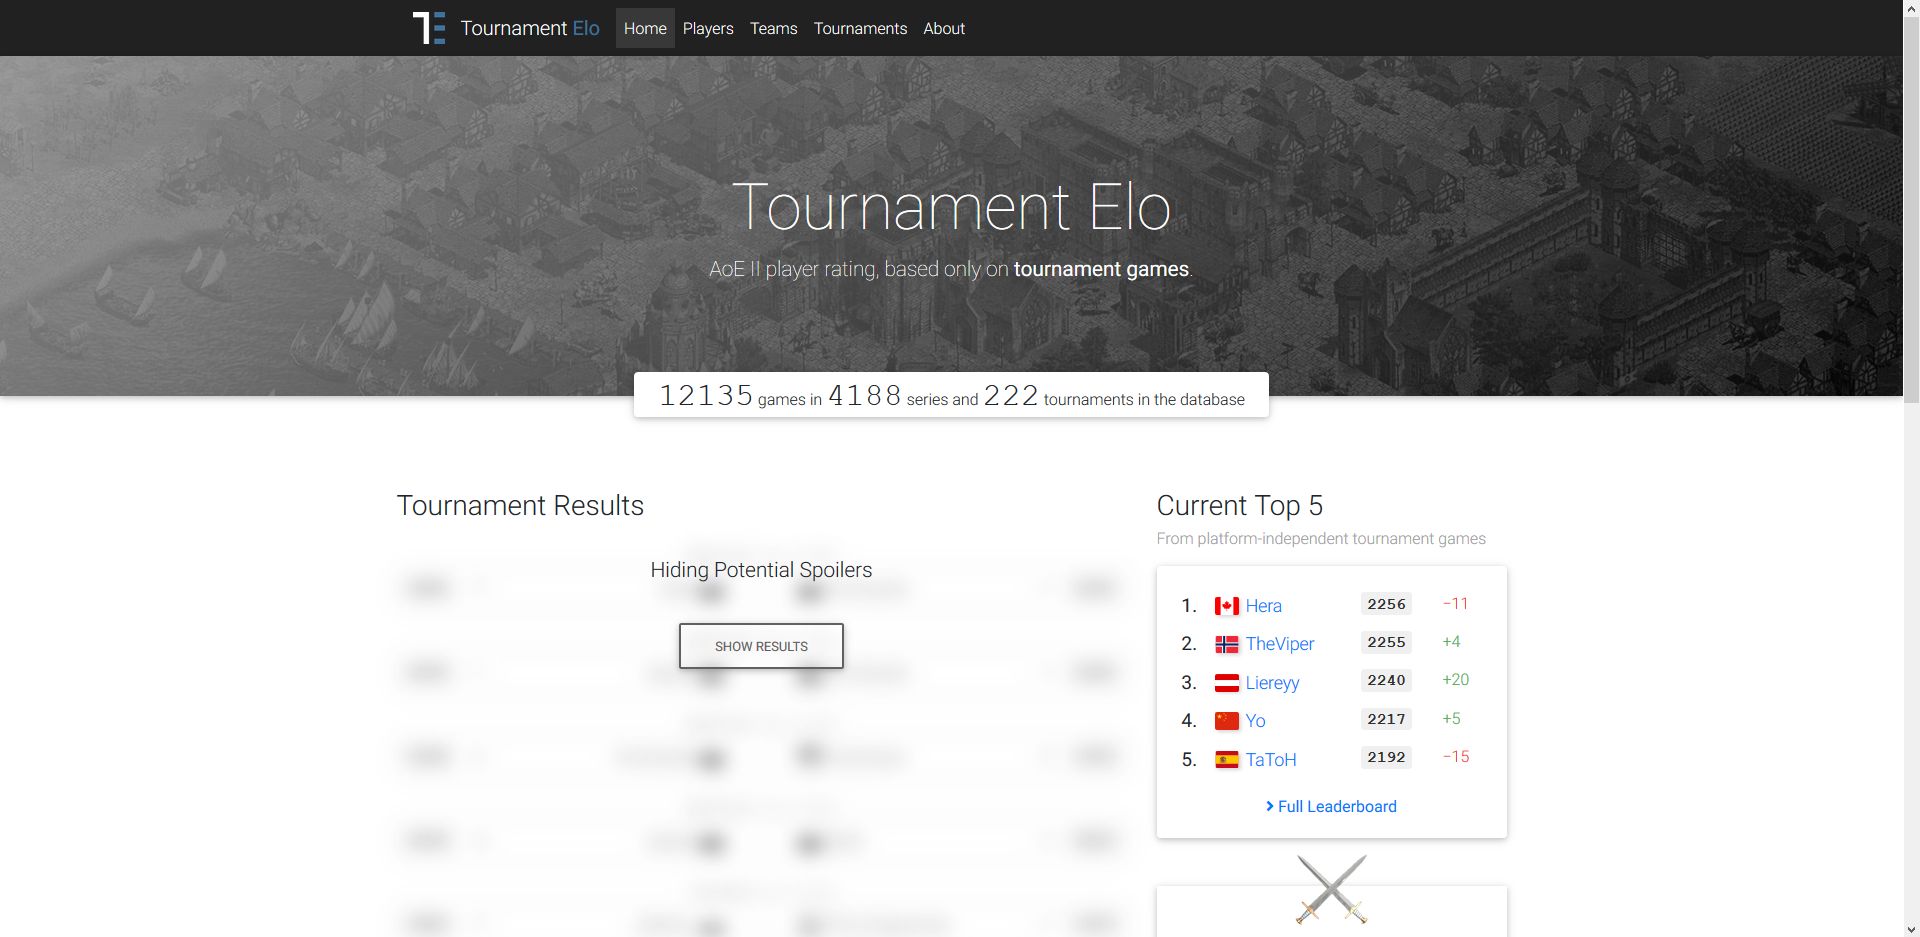 Tournament Elo Home Players Teams Tournaments About
Tournament Elo
AoE II player rating, based only on tournament games.
12135 games in 4188 series and 222 tournaments in the database
Tournament Results
Hiding Potential Spoilers
SHOW RESULTS
Current Top 5
From platform-independent tournament games
1. Hera 2256 −11
2. TheViper 2255 +4
3. Liereyy 2240 +20
4. Yo 2217 +5
5. TaToH 2192 −15
Full Leaderboard